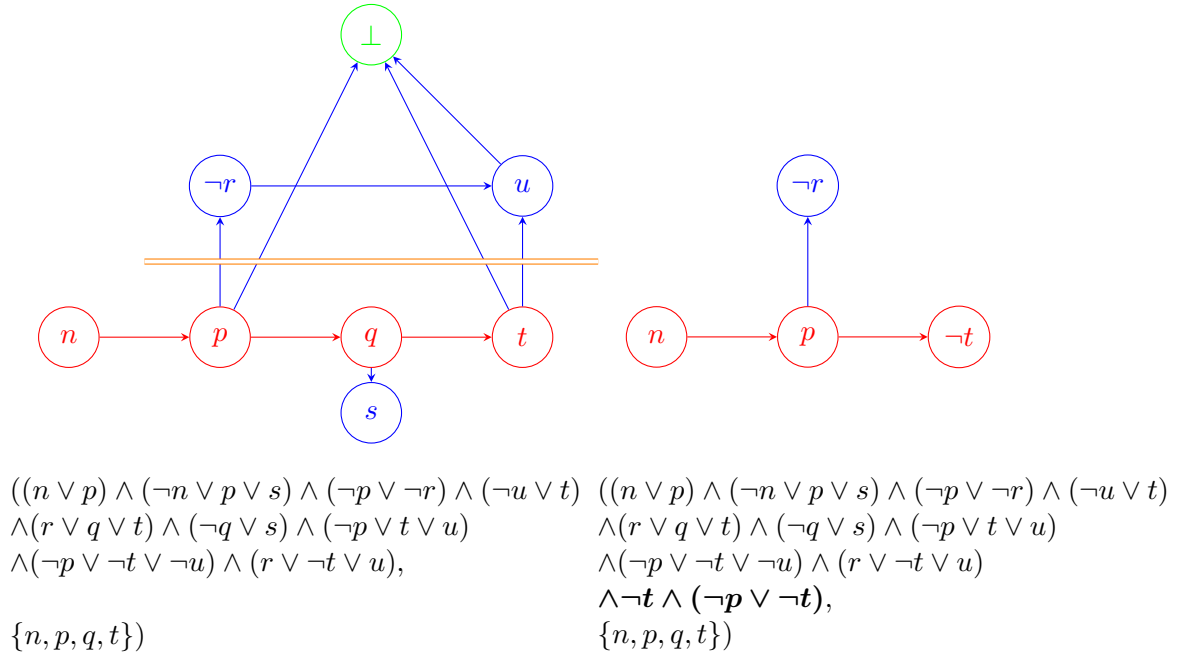 ⊥
¬r u ¬r
n p q t n p ¬t
s
((n ∨ p) ∧ (¬n ∨ p ∨ s) ∧ (¬p ∨ ¬r) ∧ (¬u ∨ t)
∧(r ∨ q ∨ t) ∧ (¬q ∨ s) ∧ (¬p ∨ t ∨ u)
∧(¬p ∨ ¬t ∨ ¬u) ∧ (r ∨ ¬t ∨ u),
{n, p, q, t})
((n ∨ p) ∧ (¬n ∨ p ∨ s) ∧ (¬p ∨ ¬r) ∧ (¬u ∨ t)
∧(r ∨ q ∨ t) ∧ (¬q ∨ s) ∧ (¬p ∨ t ∨ u)
∧(¬p ∨ ¬t ∨ ¬u) ∧ (r ∨ ¬t ∨ u)
∧¬t ∧ (¬p ∨ ¬t),
{n, p, q, t})